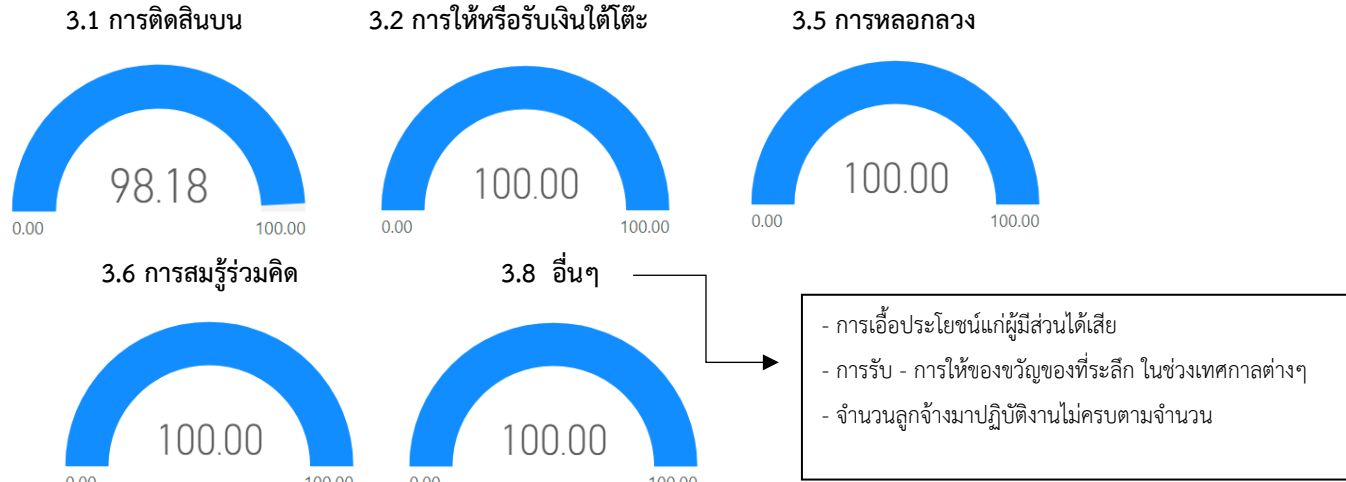 3.1 การติดสินบน
3.2 การให้หรือรับเงินใต้โต๊ะ
3.5 การหลอกลวง
98.18
0.00
100.00
100.00
0.00
100.00
100.00
0.00
100.00
3.6 การสมรู้ร่วมคิด
3.8 อื่นๆ
100.00
0.00
100.00
100.00
0.00
100.00
- การเอื้อประโยชน์แก่ผู้มีส่วนได้เสีย
- การรับ - การให้ของขวัญของที่ระลึก ในช่วงเทศกาลต่างๆ
- จำนวนลูกจ้างมาปฏิบัติงานไม่ครบตามจำนวน